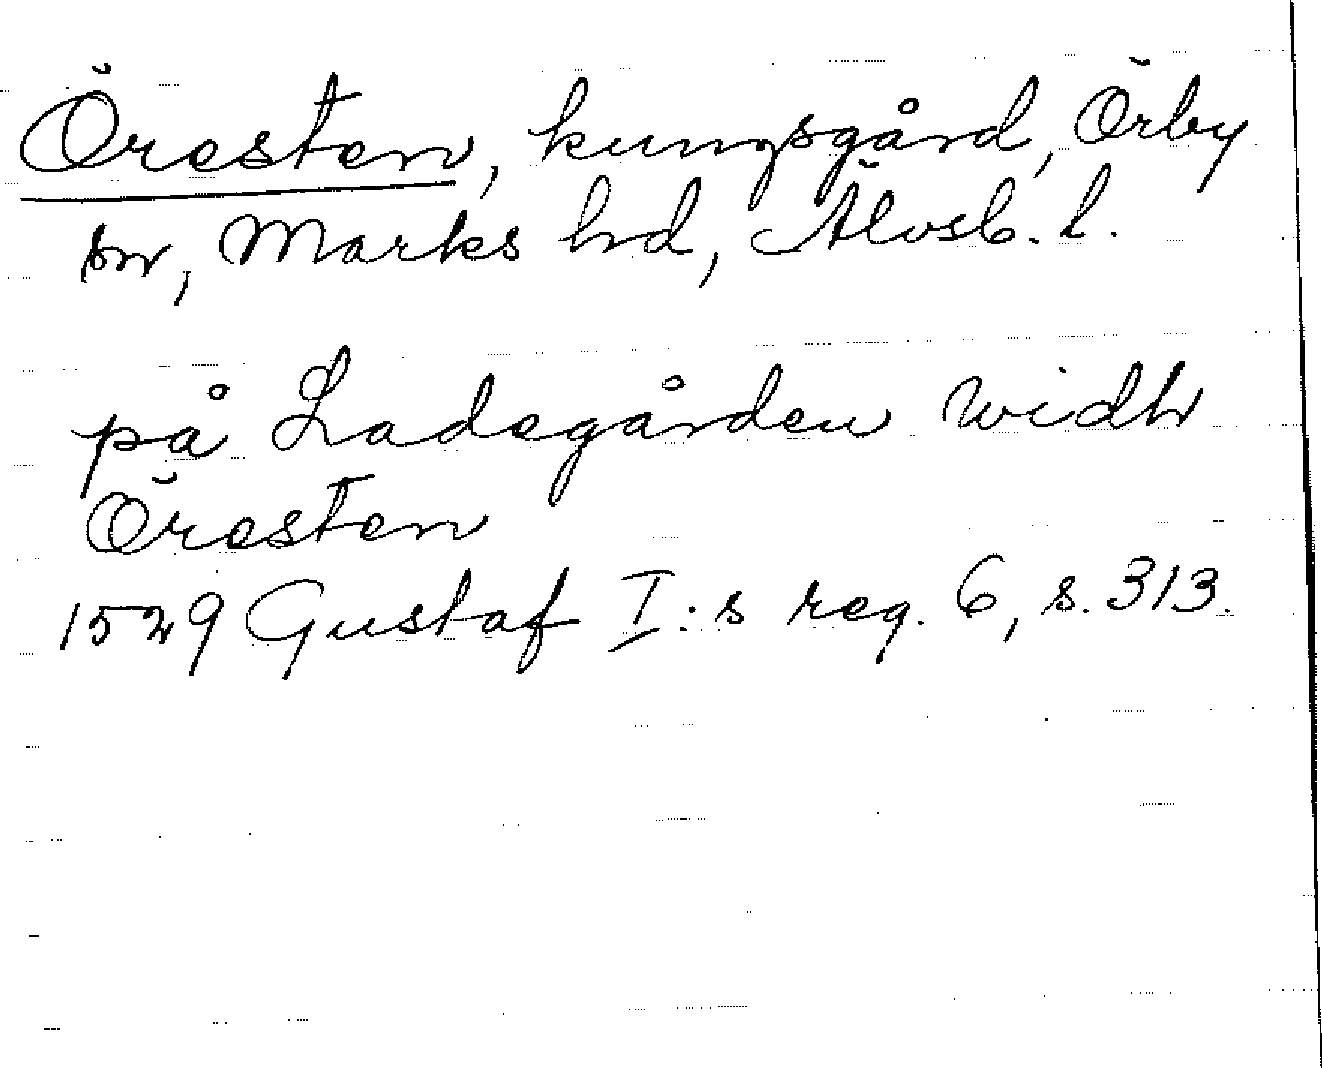 Öresten, kungsgård, Örby
sn, Marks hd, Älvsb. l.
på Ladegården widh
Öresten
1529 Gustaf I:s reg. 6, s. 313.